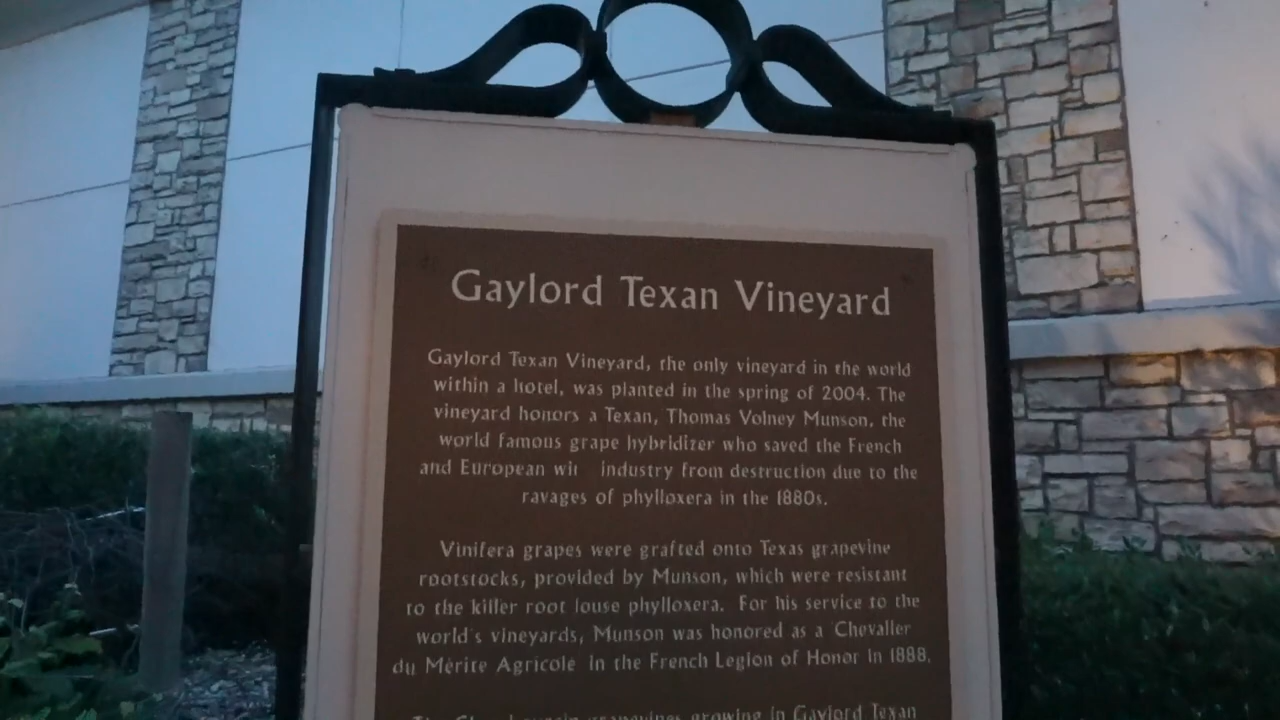 Gaylord Texan Vineyard
Gaylord Texan Vineyard, the only vineyard in the world
within a hotel, was planted in the spring of 2004. The
vineyard honors a Texan, Thomas Volney Munson, the
world famous grape hybridizer who saved the French
and European wi industry from destruction due to the
ravages of phylloxera in the 1880s.
Vinifera grapes were grafted onto Texas grapevine
rootstocks, provided by Munson, which were resistant
to the killer root louse phylloxera. For his service to the
world's vineyards, Munson was honored as a 'Chevalier
du Mérite Agricole' in the French Legion of Honor in 1888.
grapevines growing in Gaylord Texan